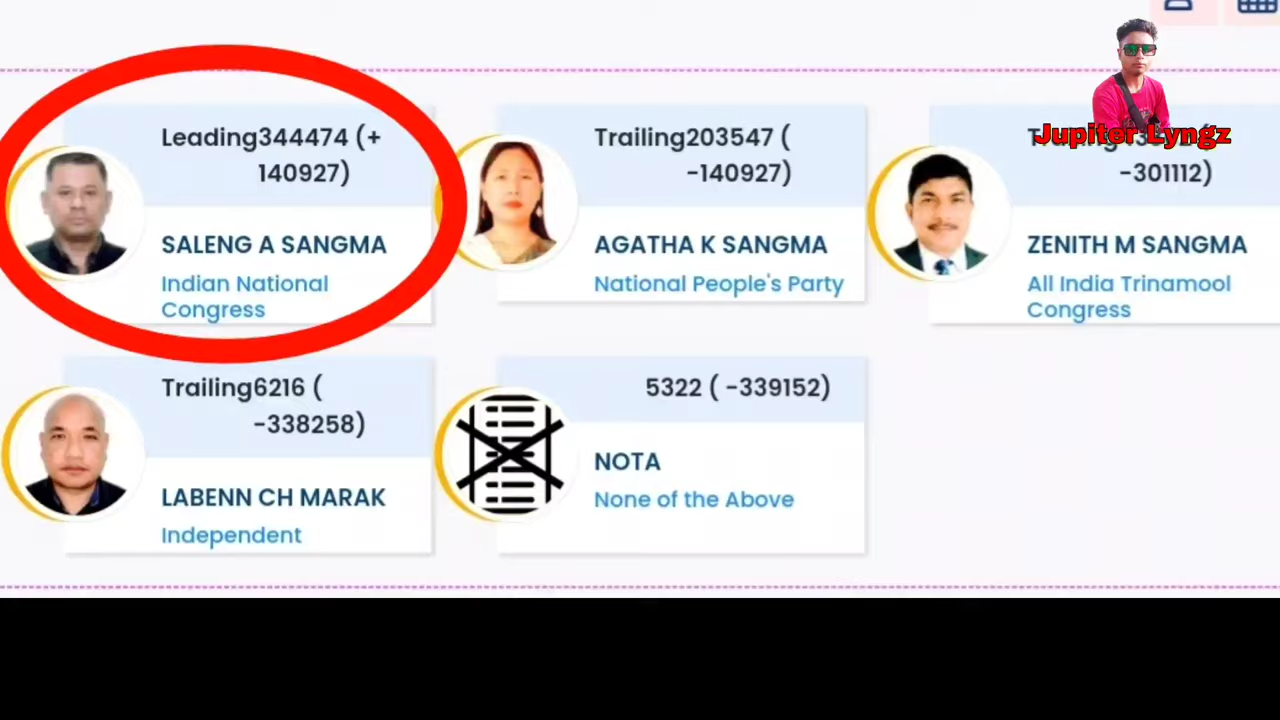 Leading344474 (+
140927)
SALENG A SANGMA
Indian National
Congress
Trailing203547 (
-140927)
AGATHA K SANGMA
National People's Party
Jupiter Lyngz
-301112)
ZENITH M SANGMA
All India Trinamool
Congress
Trailing6216 (
-338258)
LABENN CH MARAK
Independent
5322 ( -339152)
NOTA
None of the Above